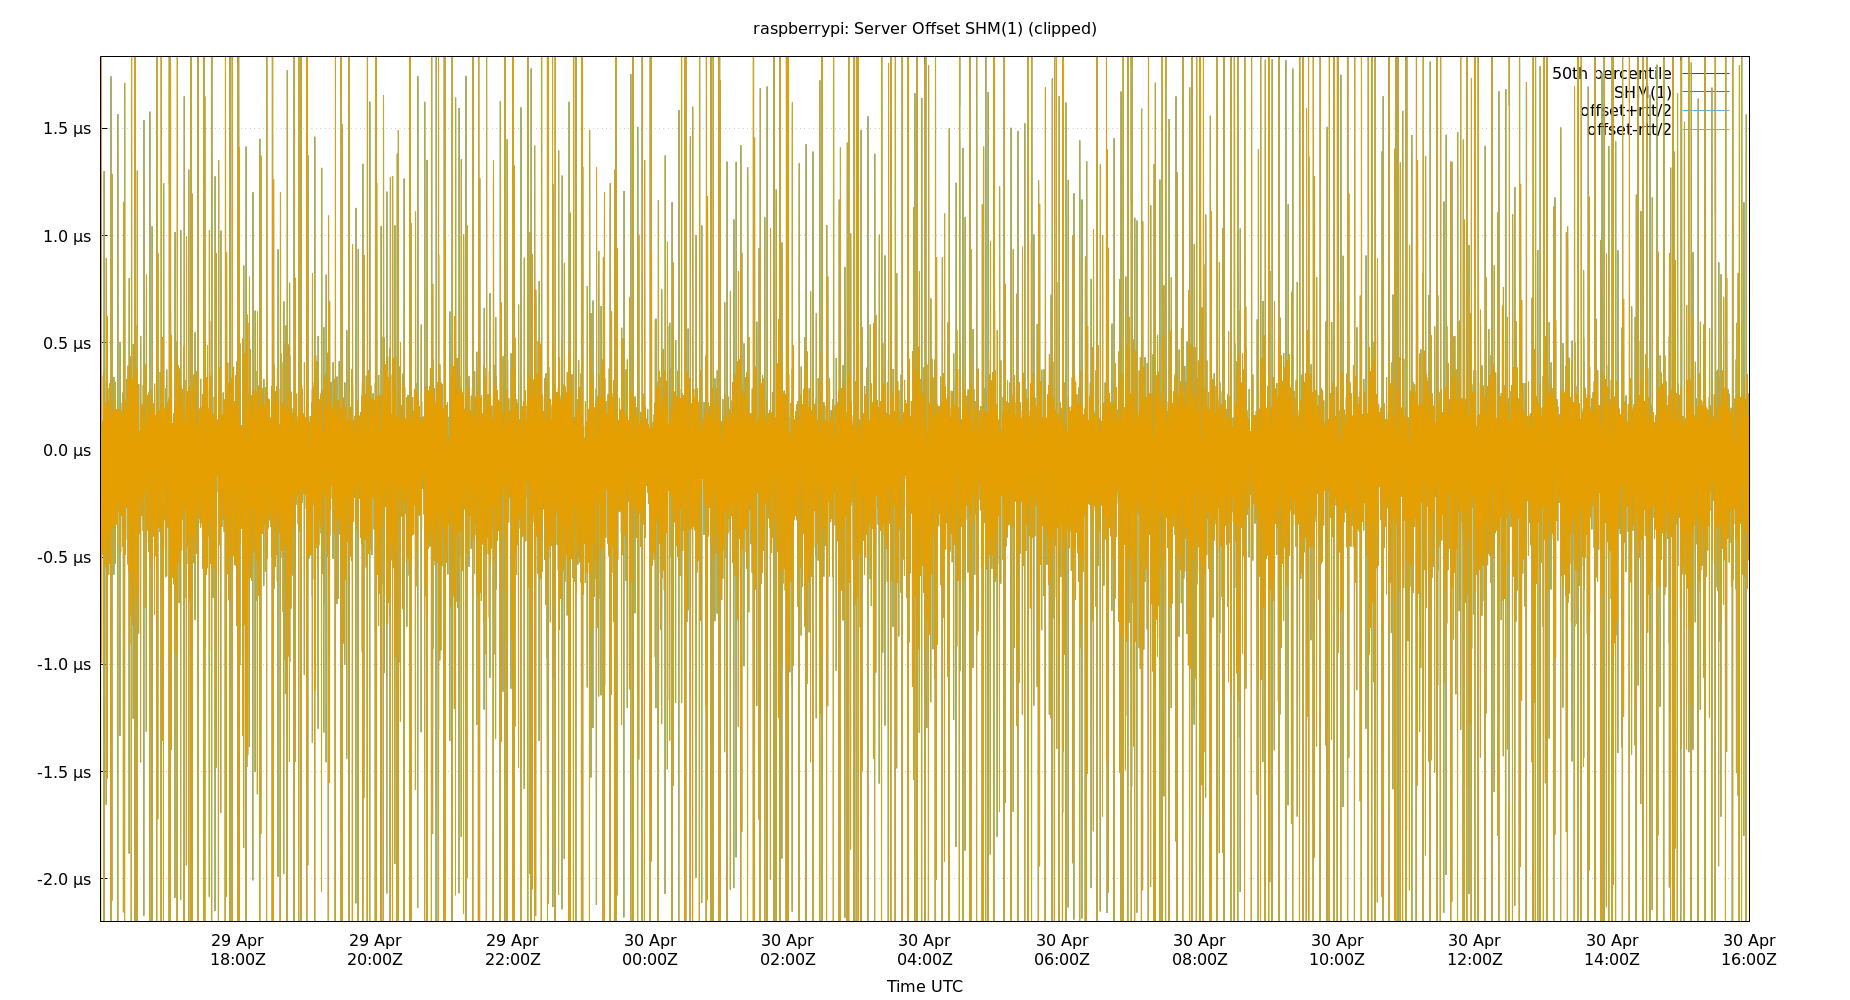 raspberrypi: Server Offset SHM(1) (clipped)
50th percentile
SHM(1)
offset+rtt/2
offset-rtt/2
1.5 µs
1.0 µs
0.5 µs
0.0 µs
-0.5 µs
-1.0 µs
-1.5 µs
-2.0 µs
29 Apr 29 Apr 29 Apr 30 Apr 30 Apr 30 Apr 30 Apr 30 Apr 30 Apr 30 Apr 30 Apr 30 Apr
18:00Z 20:00Z 22:00Z 00:00Z 02:00Z 04:00Z 06:00Z 08:00Z 10:00Z 12:00Z 14:00Z 16:00Z
Time UTC